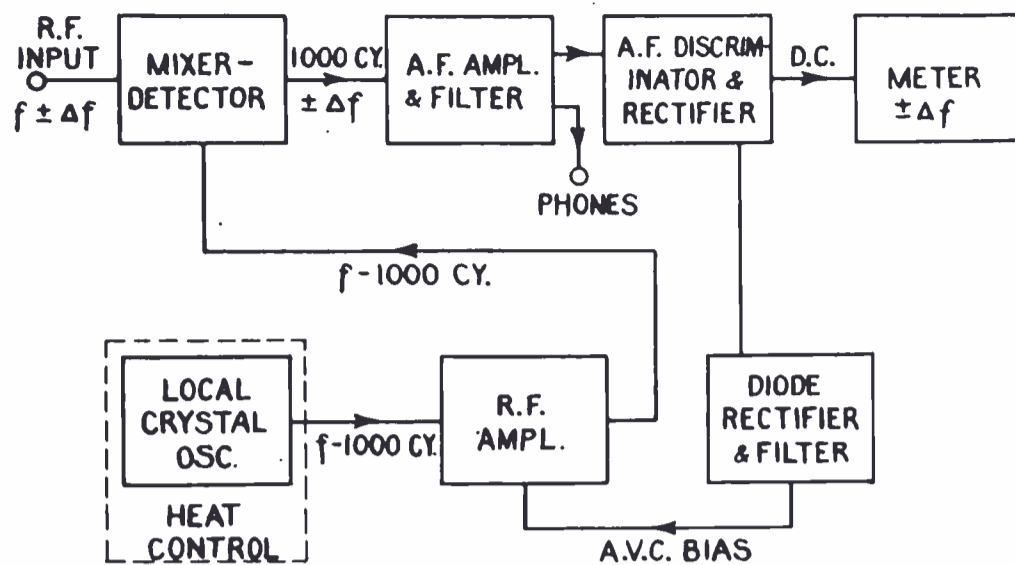 R.F.
INPUT
f ± Δf
MIXER-
DETECTOR
1000 CY.
± Δf
A.F. AMPL.
& FILTER
PHONES
A.F. DISCRIM-
INATOR &
RECTIFIER
D.C.
METER
± Δf
f-1000 CY.
LOCAL
CRYSTAL
OSC.
HEAT
CONTROL
f-1000 CY.
R.F.
AMPL.
DIODE
RECTIFIER
& FILTER
A.V.C. BIAS